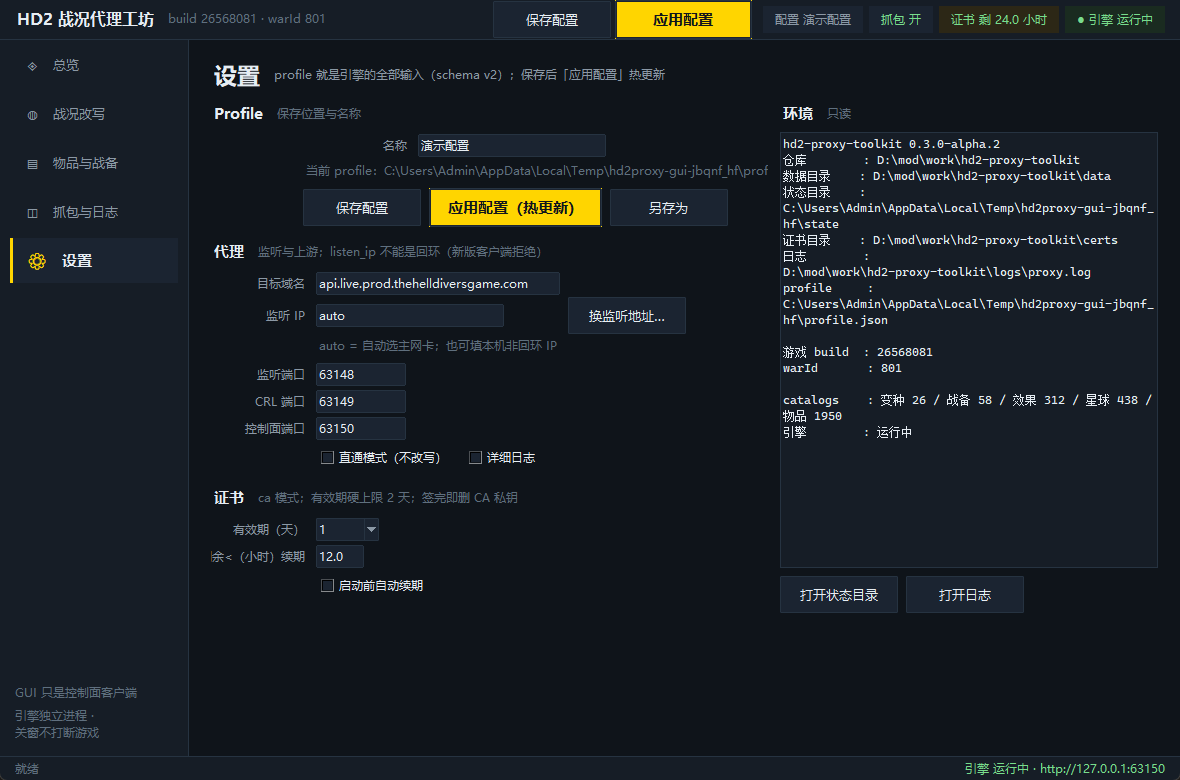 HD2 战况代理工坊 build 26568081 · warId 801 保存配置 应用配置 配置 演示配置 抓包 开 证书 剩 24.0 小时 ● 引擎 运行中
总览
战况改写
物品与战备
抓包与日志
设置
GUI 只是控制面客户端
引擎独立进程 ·
关窗不打断游戏
设置 profile 就是引擎的全部输入（schema v2）；保存后「应用配置」热更新
Profile 保存位置与名称
名称 演示配置
当前 profile：C:\Users\Admin\AppData\Local\Temp\hd2proxy-gui-jbqnf_hf\prof
保存配置 应用配置（热更新） 另存为
代理 监听与上游；listen_ip 不能是回环（新版客户端拒绝）
目标域名 api.live.prod.thehelldiversgame.com
监听 IP auto 换监听地址…
auto = 自动选主网卡；也可填本机非回环 IP
监听端口 63148
CRL 端口 63149
控制面端口 63150
直通模式（不改写） 详细日志
证书 ca 模式；有效期硬上限 2 天；签完即删 CA 私钥
有效期（天） 1
余<（小时）续期 12.0
启动前自动续期
环境 只读
hd2-proxy-toolkit 0.3.0-alpha.2
仓库 : D:\mod\work\hd2-proxy-toolkit
数据目录 : D:\mod\work\hd2-proxy-toolkit\data
状态目录 :
C:\Users\Admin\AppData\Local\Temp\hd2proxy-gui-jbqnf_
hf\state
证书目录 : D:\mod\work\hd2-proxy-toolkit\certs
日志 :
D:\mod\work\hd2-proxy-toolkit\logs\proxy.log
profile :
C:\Users\Admin\AppData\Local\Temp\hd2proxy-gui-jbqnf_
hf\profile.json
游戏 build : 26568081
warId : 801
catalogs : 变种 26 / 战备 58 / 效果 312 / 星球 438 /
物品 1950
引擎 : 运行中
打开状态目录 打开日志
就绪 引擎 运行中 · http://127.0.0.1:63150